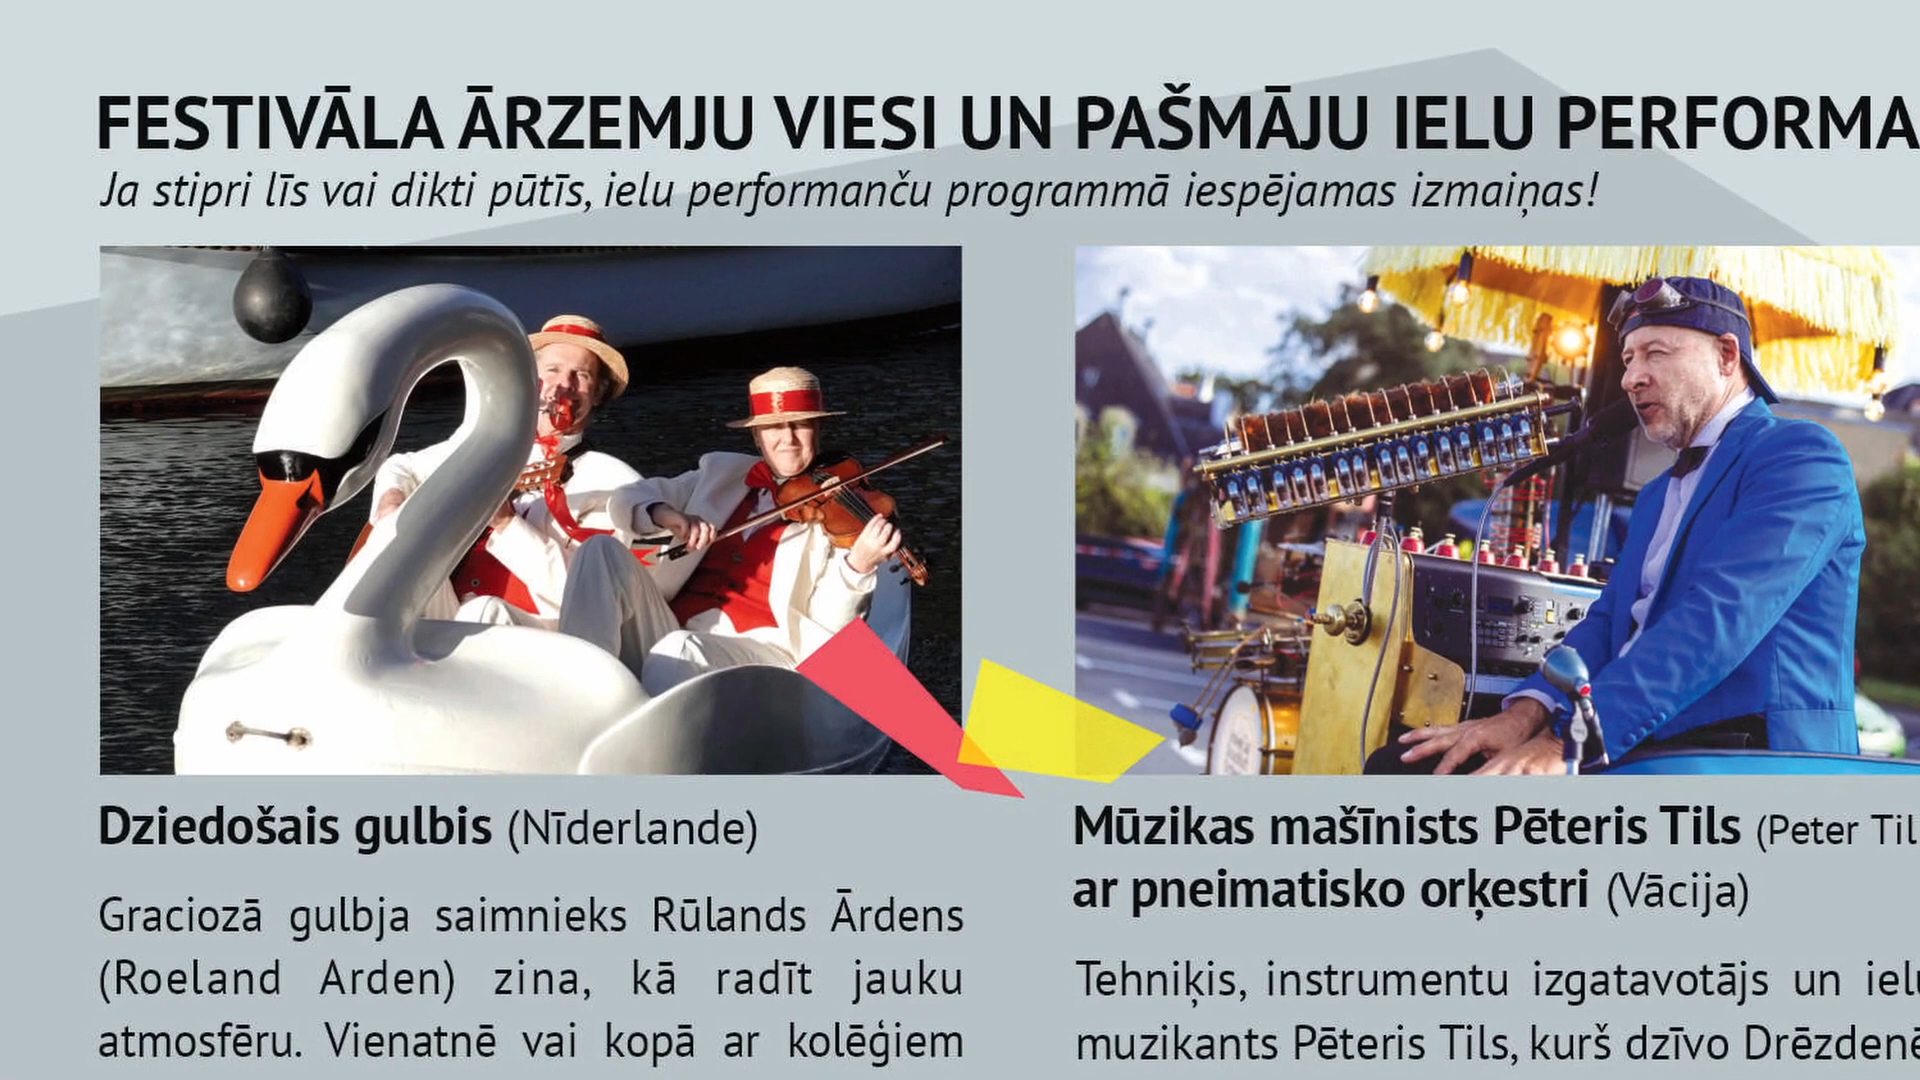 FESTIVĀLA ĀRZEMJU VIESI UN PAŠMĀJU IELU PERFORMA
Ja stipri līs vai dikti pūtīs, ielu performanču programmā iespējamas izmaiņas!
Dziedošais gulbis (Nīderlande)
Graciozā gulbja saimnieks Rūlands Ārdens
(Roeland Arden) zina, kā radīt jauku
atmosfēru. Vienatnē vai kopā ar kolēģiem
Mūzikas mašīnists Pēteris Tils (Peter Til
ar pneimatisko orķestri (Vācija)
Tehniķis, instrumentu izgatavotājs un ielu
muzikants Pēteris Tils, kurš dzīvo Drēzdenē